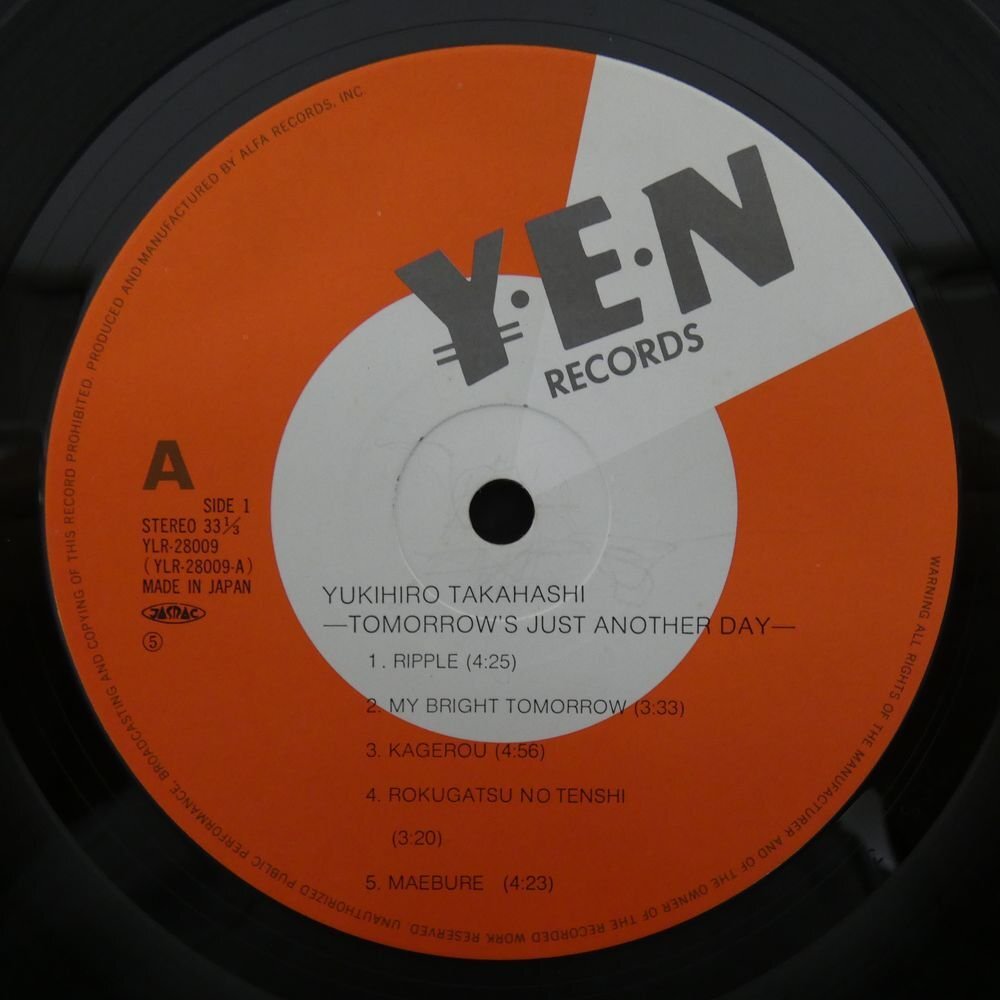 Y·E·N
RECORDS
A
SIDE 1
STEREO 33⅓
YLR-28009
(YLR-28009-A)
MADE IN JAPAN
JASRAC
⑤
YUKIHIRO TAKAHASHI
—TOMORROW'S JUST ANOTHER DAY—
1. RIPPLE (4:25)
2. MY BRIGHT TOMORROW (3:33)
3. KAGEROU (4:56)
4. ROKUGATSU NO TENSHI
(3:20)
5. MAEBURE (4:23)
WARNING ALL RIGHTS OF THE MANUFACTURER AND OF THE OWNER OF THE RECORDED WORK RESERVED. UNAUTHORIZED PUBLIC PERFORMANCE, BROADCASTING AND COPYING OF THIS RECORD PROHIBITED. PRODUCED AND MANUFACTURED BY ALFA RECORDS, INC.